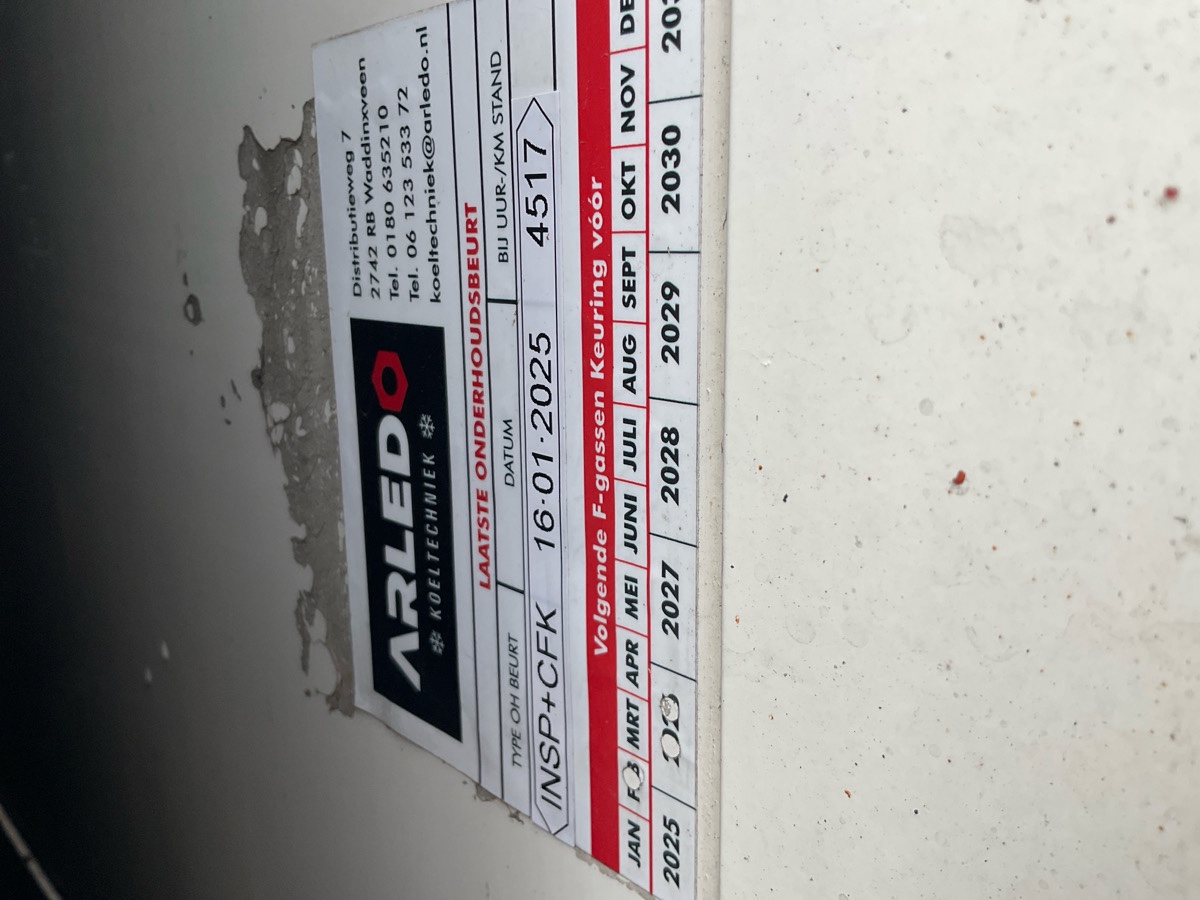 ARLEDO
KOELTECHNIEK
Distributieweg 7
2742 RB Waddinxveen
Tel. 0180 635210
Tel. 06 123 533 72
koeltechniek@arledo.nl
LAATSTE ONDERHOUDSBEURT
TYPE OH BEURT DATUM BIJ UUR-/KM STAND
INSP+CFK 16-01-2025 4517
Volgende F-gassen Keuring vóór
JAN MRT APR MEI JUNI JULI AUG SEPT OKT NOV DE
2025 2027 2028 2029 2030 203